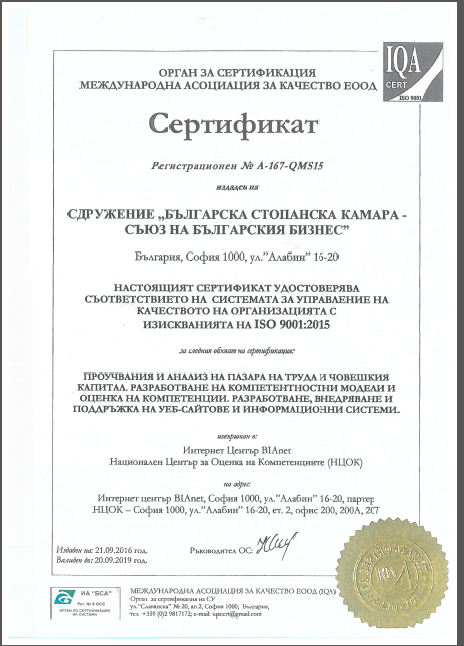 ОРГАН ЗА СЕРТИФИКАЦИЯ
МЕЖДУНАРОДНА АСОЦИАЦИЯ ЗА КАЧЕСТВО ЕООД
IQA
CERT
ISO 9001
Сертификат
Регистрационен № A-167-QMS15
издаден на
СДРУЖЕНИЕ „БЪЛГАРСКА СТОПАНСКА КАМАРА -
СЪЮЗ НА БЪЛГАРСКИЯ БИЗНЕС”
България, София 1000, ул.”Алабин” 16-20
НАСТОЯЩИЯТ СЕРТИФИКАТ УДОСТОВЕРЯВА
СЪОТВЕТСТВИЕТО НА СИСТЕМАТА ЗА УПРАВЛЕНИЕ НА
КАЧЕСТВОТО НА ОРГАНИЗАЦИЯТА С
ИЗИСКВАНИЯТА НА ISO 9001:2015
за следния обхват на сертификация:
ПРОУЧВАНИЯ И АНАЛИЗ НА ПАЗАРА НА ТРУДА И ЧОВЕШКИЯ
КАПИТАЛ. РАЗРАБОТВАНЕ НА КОМПЕТЕНТНОСТНИ МОДЕЛИ И
ОЦЕНКА НА КОМПЕТЕНЦИИ. РАЗРАБОТВАНЕ, ВНЕДРЯВАНЕ И
ПОДДРЪЖКА НА УЕБ-САЙТОВЕ И ИНФОРМАЦИОННИ СИСТЕМИ.
извършван в:
Интернет Център BIAnet
Национален Център за Оценка на Компетенциите (НЦОК)
на адрес:
Интернет център BIAnet, София 1000, ул.”Алабин” 16-20, партер
НЦОК – София 1000, ул.”Алабин” 16-20, ет. 2, офис 200, 200А, 207
Издаден на: 21.09.2016 год.
Валиден до: 20.09.2019 год.
Ръководител ОС:
ИА "БСА"
Рег. № 8 ОСС
ОРГАН ПО СЕРТИФИКАЦИЯ
НА СИСТЕМИ
МЕЖДУНАРОДНА АСОЦИАЦИЯ ЗА КАЧЕСТВО ЕООД (IQA)
Орган за сертификация на СУ
ул.”Славянска” № 20, ап.2, София 1000, България,
тел. +359 (0)2 9817172; e-mail: iqacert@gmail.com
IQA